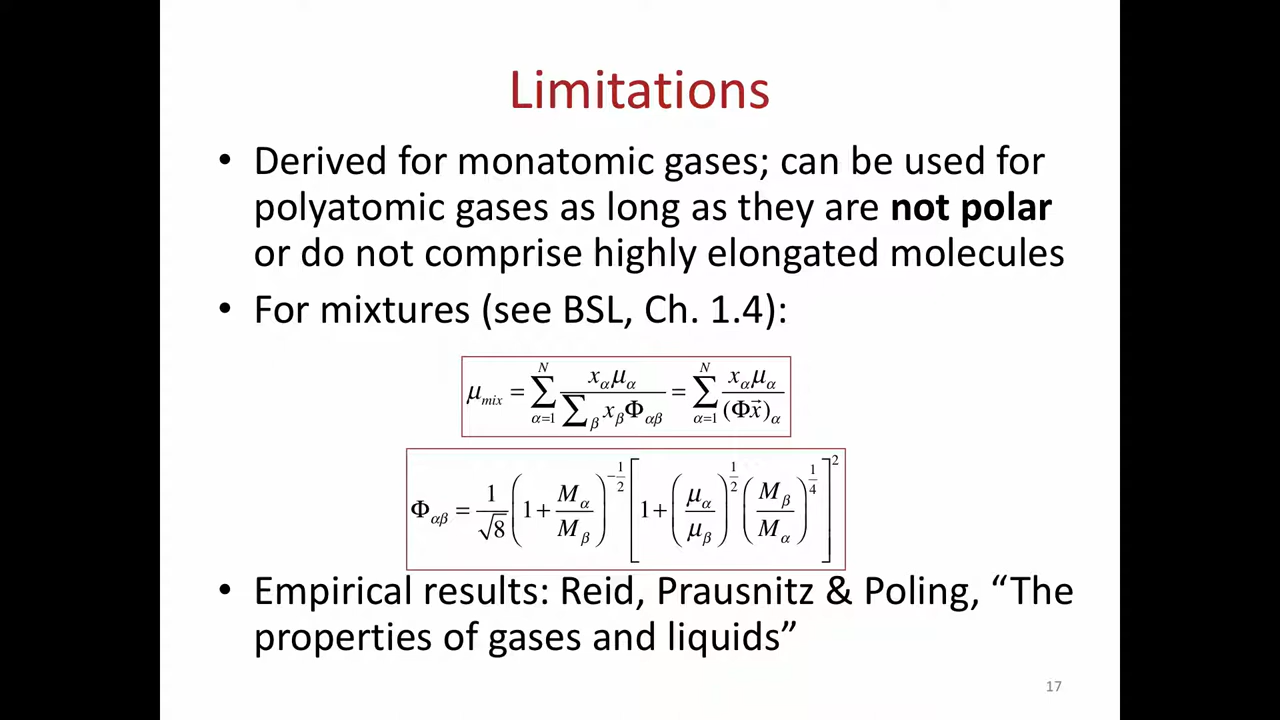 Limitations
• Derived for monatomic gases; can be used for
polyatomic gases as long as they are not polar
or do not comprise highly elongated molecules
• For mixtures (see BSL, Ch. 1.4):
μ_mix = ∑_{α=1}^{N} x_α μ_α / ∑_β x_β Φ_αβ = ∑_{α=1}^{N} x_α μ_α / (Φx⃗)_α
Φ_αβ = 1/√8 (1 + M_α/M_β)^{-1/2} [1 + (μ_α/μ_β)^{1/2} (M_β/M_α)^{1/4}]^2
• Empirical results: Reid, Prausnitz & Poling, “The
properties of gases and liquids”
17